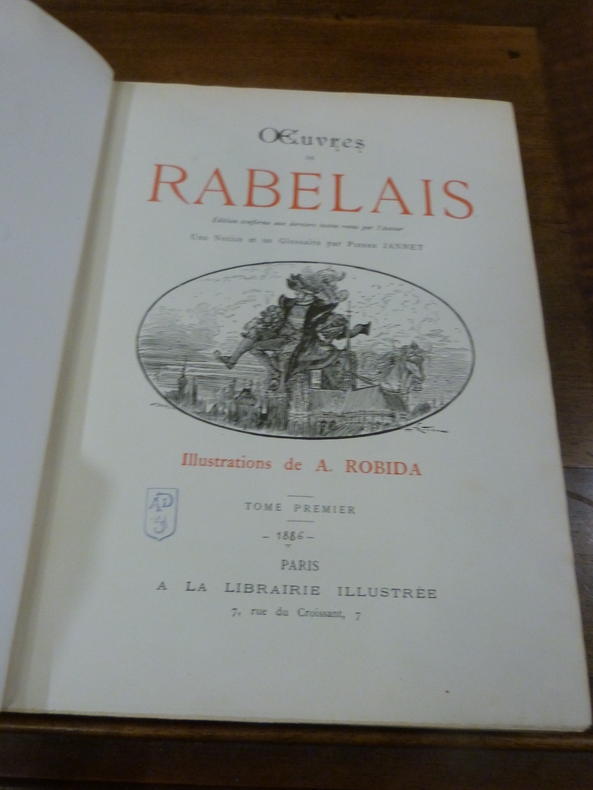 Œuvres
DE
RABELAIS
Édition conforme aux derniers textes revus par l'Auteur
Une Notice et un Glossaire par Pierre JANNET
Illustrations de A. ROBIDA
TOME PREMIER
- 1886 -
PARIS
A LA LIBRAIRIE ILLUSTRÉE
7, rue du Croissant, 7